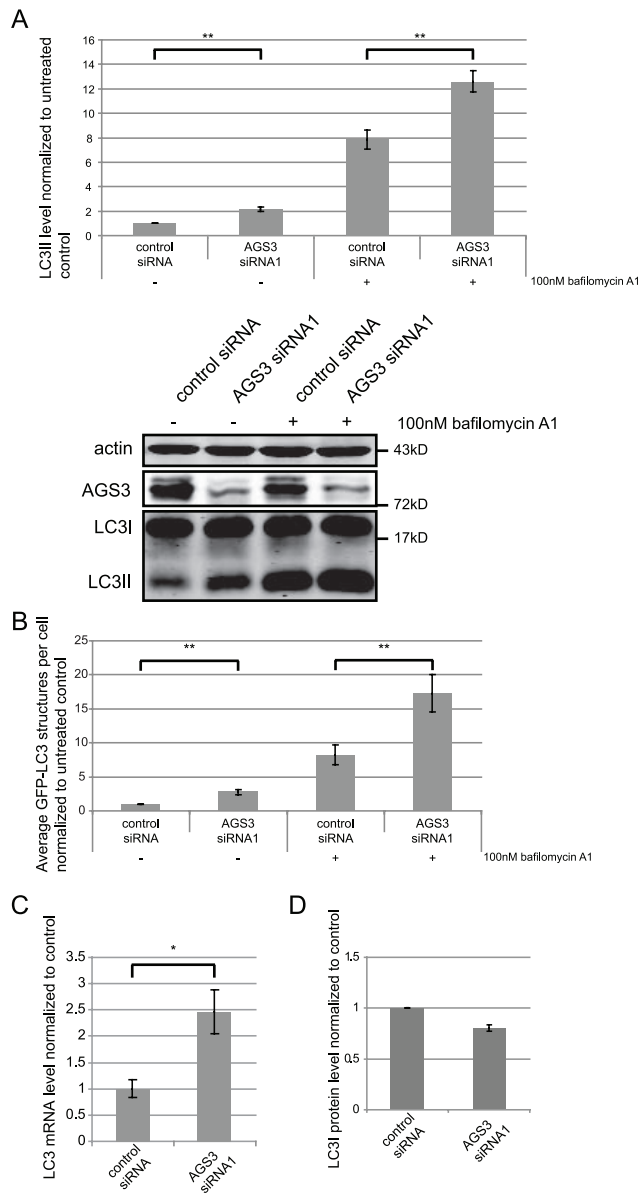 A
LC3II level normalized to untreated
control
16
14
12
10
8
6
4
2
0
**
**
control
siRNA
AGS3
siRNA1
control
siRNA
AGS3
siRNA1
- - + + 100nM bafilomycin A1
control siRNA
AGS3 siRNA1
control siRNA
AGS3 siRNA1
- - + + 100nM bafilomycin A1
actin
43kD
AGS3
72kD
LC3I
17kD
LC3II
B
Average GFP-LC3 structures per cell
normalized to untreated control
25
20
15
10
5
0
**
**
control
siRNA
AGS3
siRNA1
control
siRNA
AGS3
siRNA1
- - + + 100nM bafilomycin A1
C
LC3 mRNA level normalized to control
3.5
3
2.5
2
1.5
1
0.5
0
*
control
siRNA
AGS3
siRNA1
D
LC3I protein level normalized to control
1.5
1
0.5
0
control
siRNA
AGS3
siRNA1